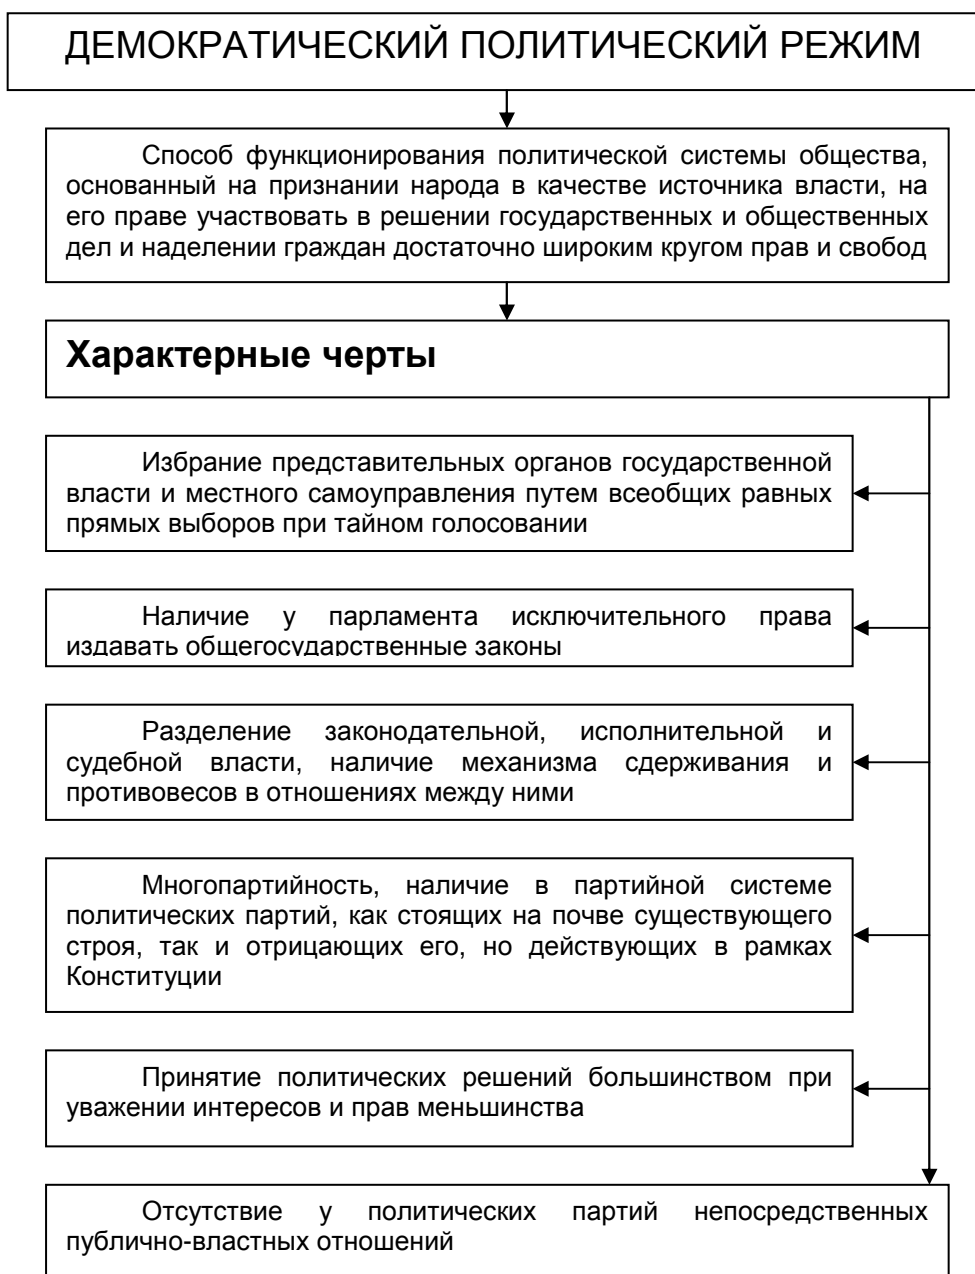 ДЕМОКРАТИЧЕСКИЙ ПОЛИТИЧЕСКИЙ РЕЖИМ
Способ функционирования политической системы общества,
основанный на признании народа в качестве источника власти, на
его праве участвовать в решении государственных и общественных
дел и наделении граждан достаточно широким кругом прав и свобод
Характерные черты
Избрание представительных органов государственной
власти и местного самоуправления путем всеобщих равных
прямых выборов при тайном голосовании
Наличие у парламента исключительного права
издавать общегосударственные законы
Разделение законодательной, исполнительной и
судебной власти, наличие механизма сдерживания и
противовесов в отношениях между ними
Многопартийность, наличие в партийной системе
политических партий, как стоящих на почве существующего
строя, так и отрицающих его, но действующих в рамках
Конституции
Принятие политических решений большинством при
уважении интересов и прав меньшинства
Отсутствие у политических партий непосредственных
публично-властных отношений